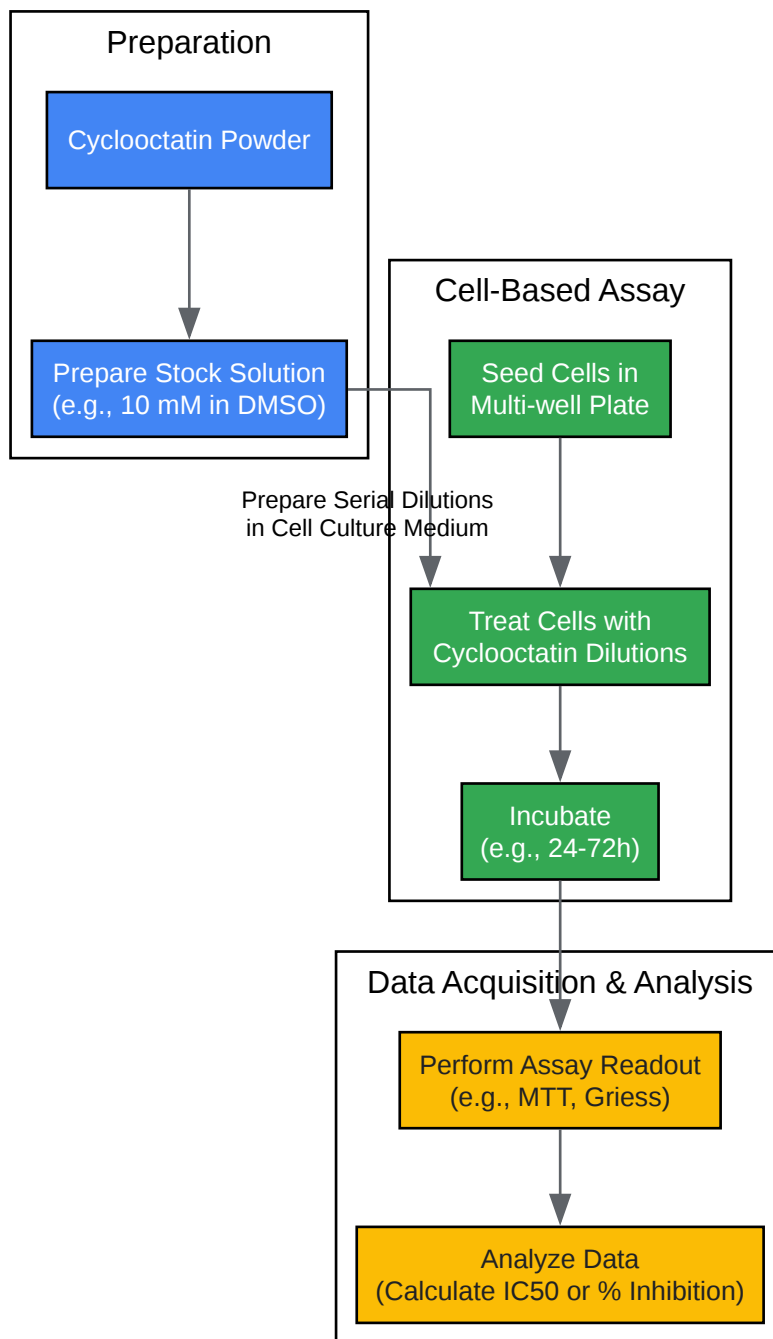 Preparation
Cyclooctatin Powder
Prepare Stock Solution
(e.g., 10 mM in DMSO)
Cell-Based Assay
Seed Cells in
Multi-well Plate
Prepare Serial Dilutions
in Cell Culture Medium
Treat Cells with
Cyclooctatin Dilutions
Incubate
(e.g., 24-72h)
Data Acquisition & Analysis
Perform Assay Readout
(e.g., MTT, Griess)
Analyze Data
(Calculate IC50 or % Inhibition)